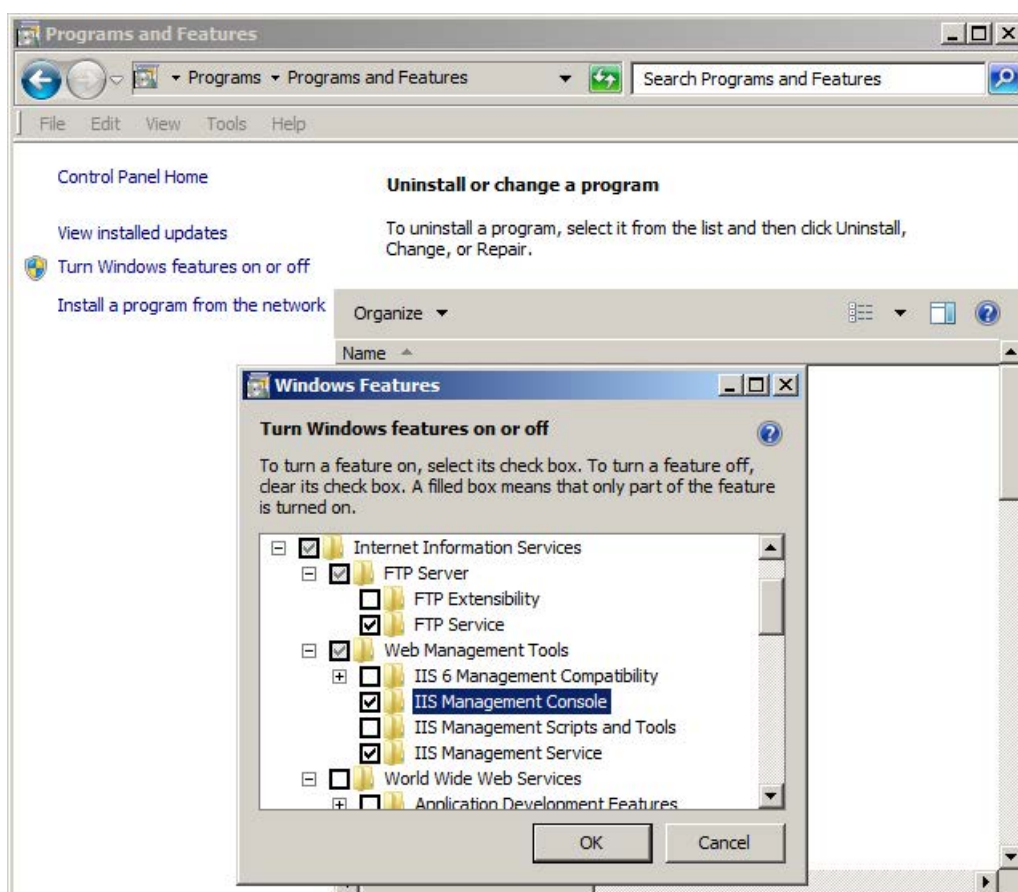 Programs and Features
Programs Programs and Features Search Programs and Features
File Edit View Tools Help
Control Panel Home
View installed updates
Turn Windows features on or off
Install a program from the network
Uninstall or change a program
To uninstall a program, select it from the list and then click Uninstall,
Change, or Repair.
Organize
Name
Windows Features
Turn Windows features on or off
To turn a feature on, select its check box. To turn a feature off,
clear its check box. A filled box means that only part of the feature
is turned on.
Internet Information Services
FTP Server
FTP Extensibility
FTP Service
Web Management Tools
IIS 6 Management Compatibility
IIS Management Console
IIS Management Scripts and Tools
IIS Management Service
World Wide Web Services
Application Development Features
OK Cancel